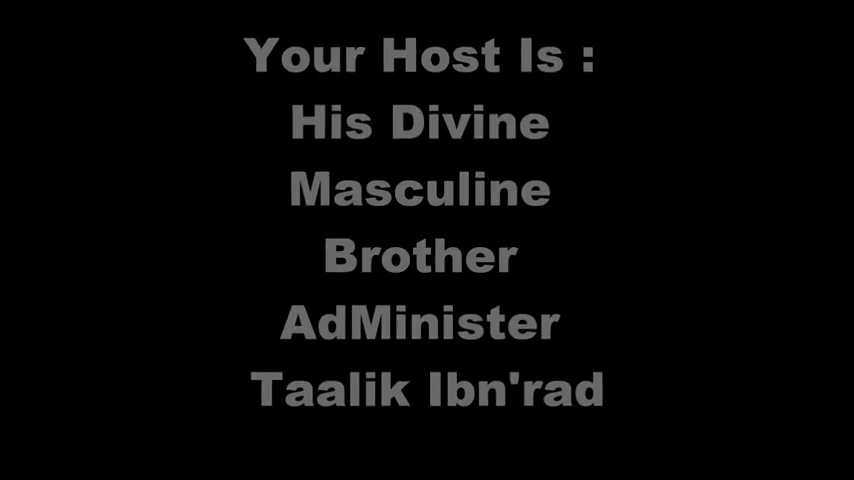 Your Host Is :
His Divine
Masculine
Brother
AdMinister
Taalik Ibn'rad